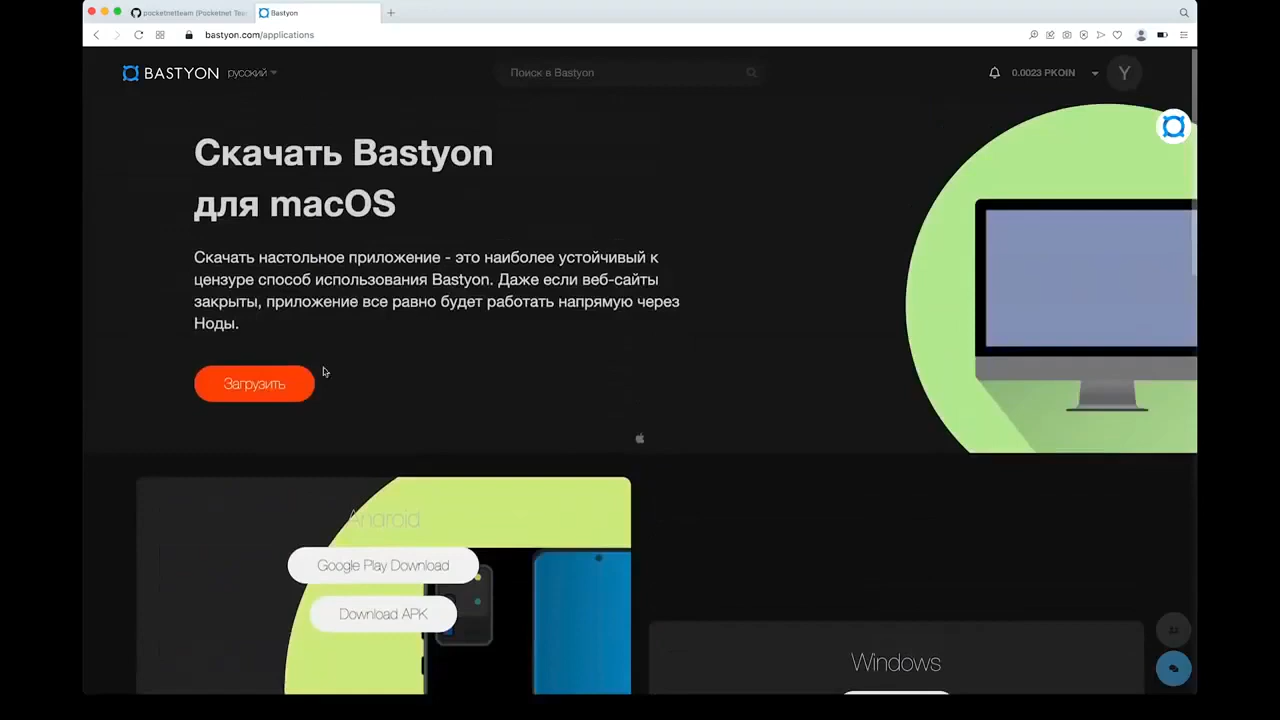 pocketnetteam (Pocketnet Tea
Bastyon
bastyon.com/applications
BASTYON русский
Поиск в Bastyon
0.0023 PKOIN
Y
Скачать Bastyon
для macOS
Скачать настольное приложение - это наиболее устойчивый к
цензуре способ использования Bastyon. Даже если веб-сайты
закрыты, приложение все равно будет работать напрямую через
Ноды.
Загрузить
Android
Google Play Download
Download APK
Windows